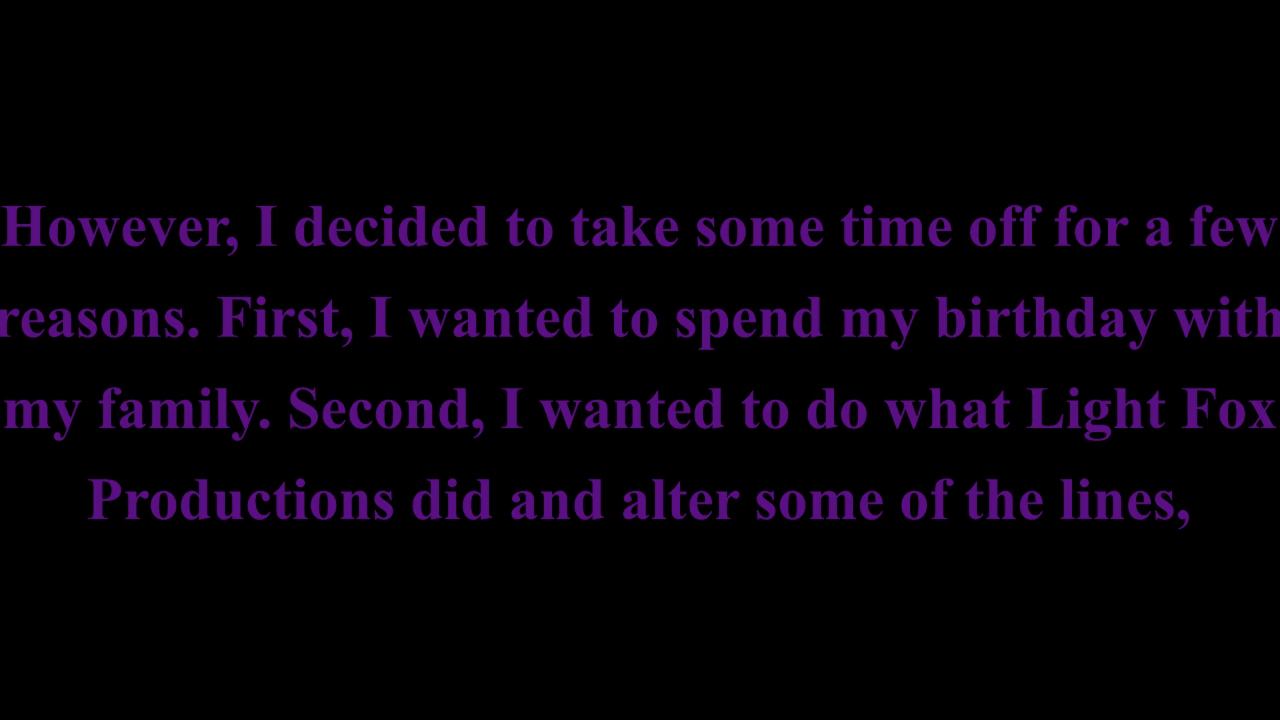 However, I decided to take some time off for a few
reasons. First, I wanted to spend my birthday with
my family. Second, I wanted to do what Light Fox
Productions did and alter some of the lines,